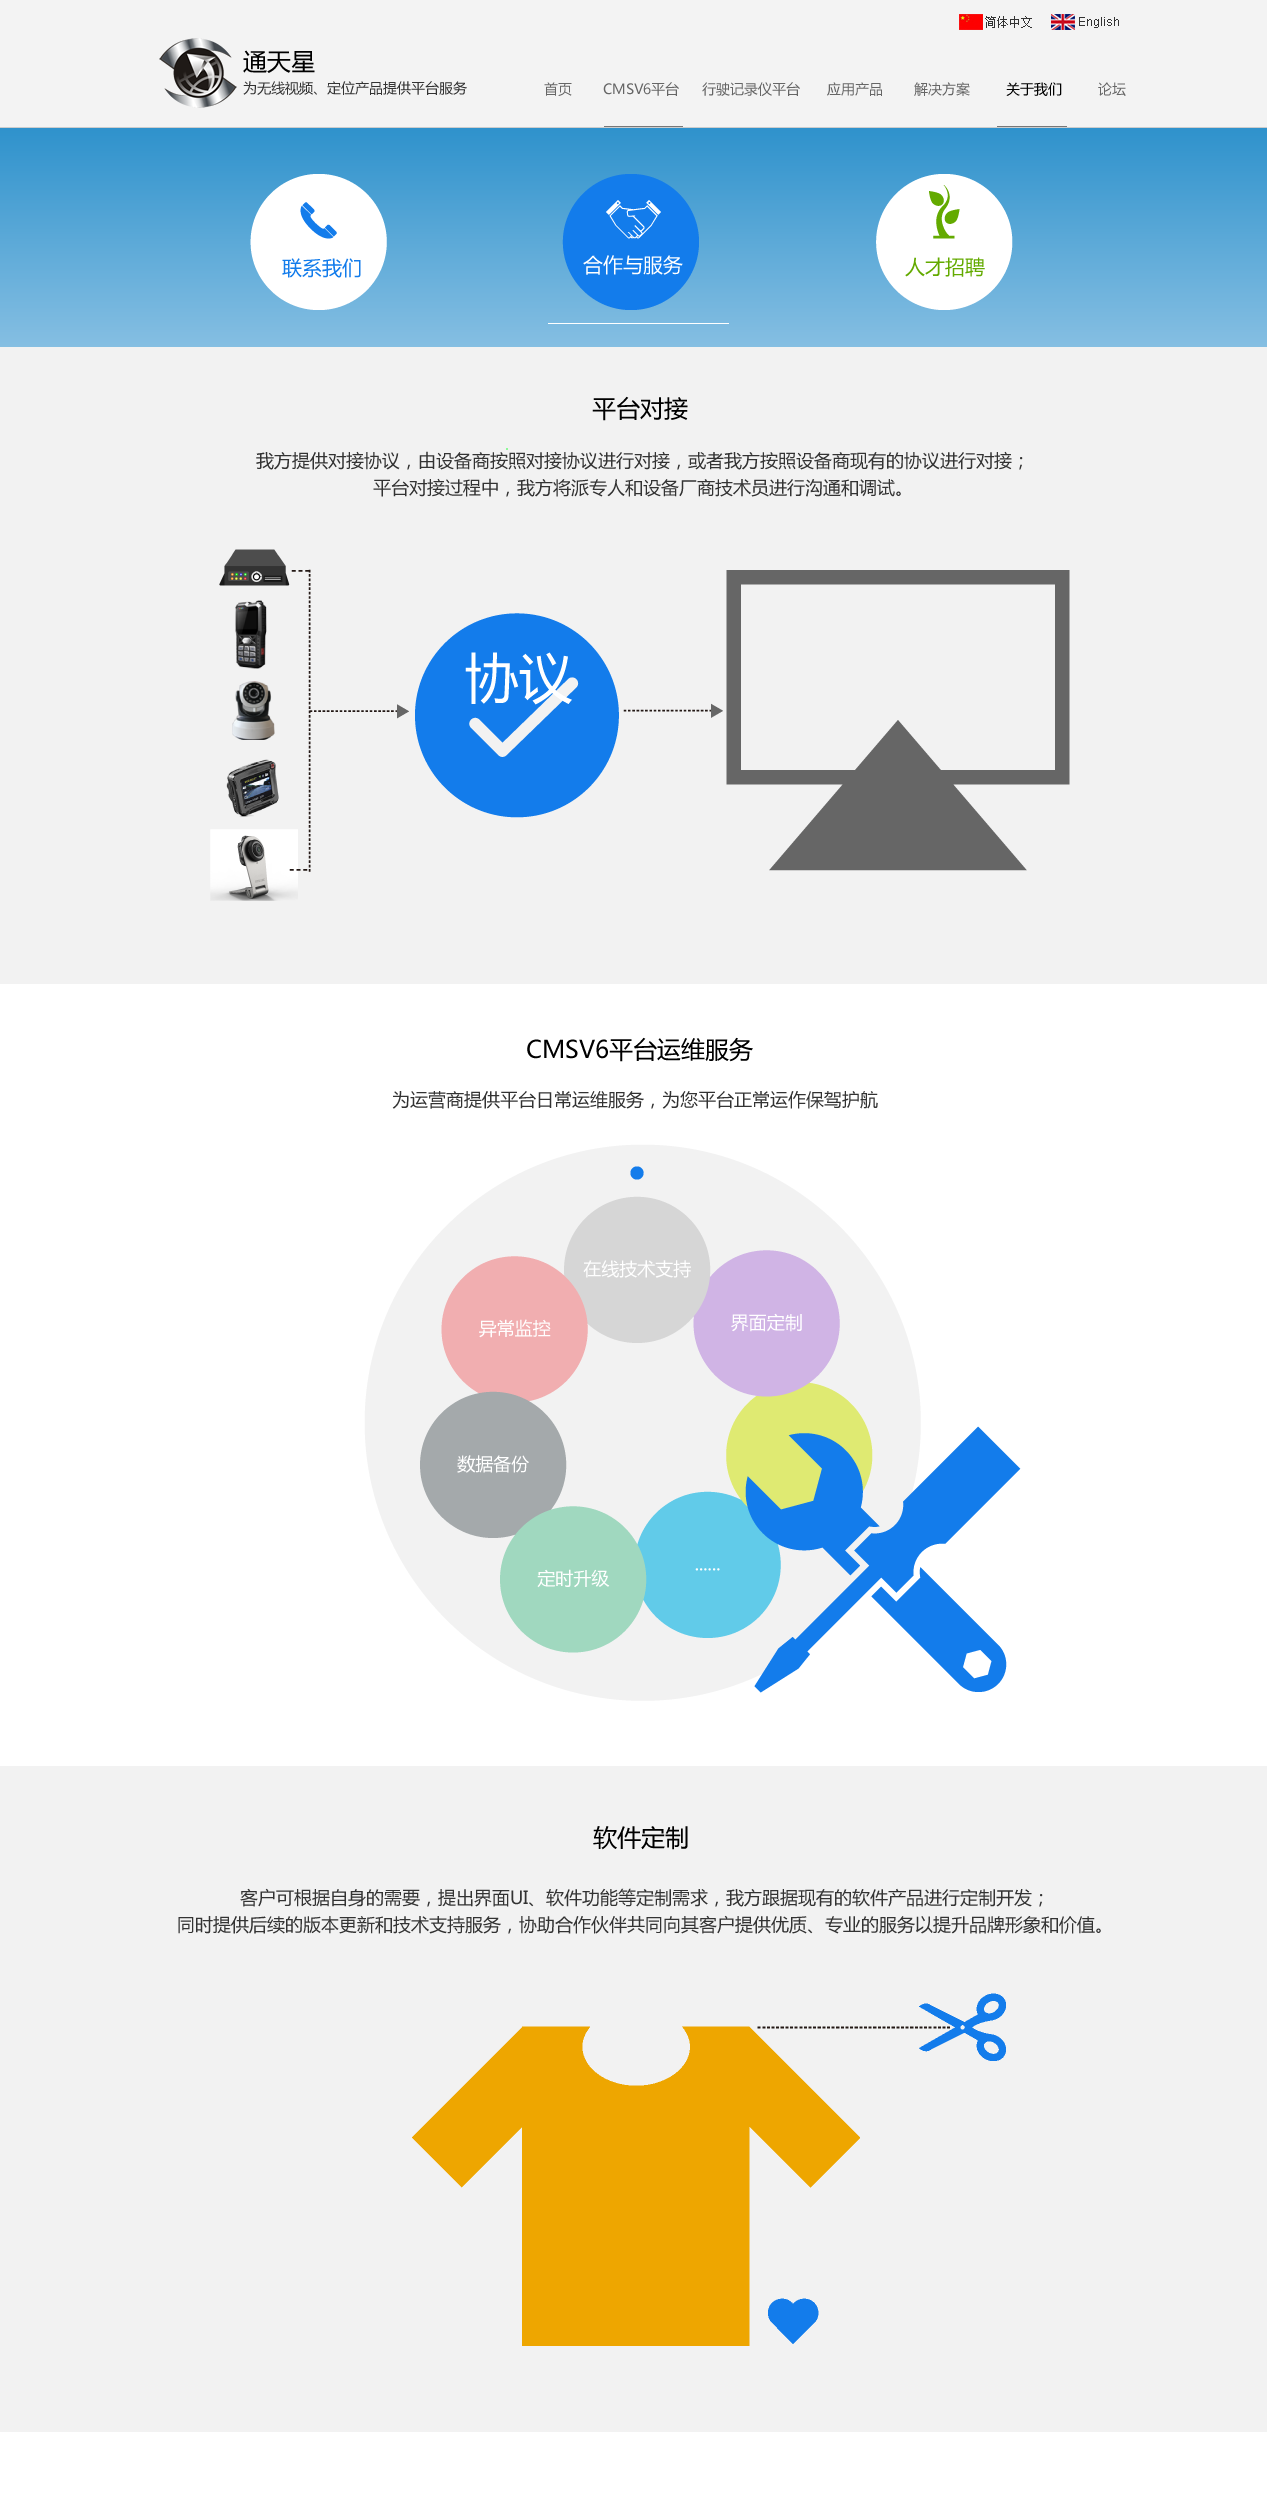 简体中文 English
通天星
为无线视频、定位产品提供平台服务
首页 CMSV6平台 行驶记录仪平台 应用产品 解决方案 关于我们 论坛
联系我们 合作与服务 人才招聘
平台对接
我方提供对接协议，由设备商按照对接协议进行对接，或者我方按照设备商现有的协议进行对接；
平台对接过程中，我方将派专人和设备厂商技术员进行沟通和调试。
协议
CMSV6平台运维服务
为运营商提供平台日常运维服务，为您平台正常运作保驾护航
在线技术支持
界面定制
异常监控
数据备份
定时升级
......
软件定制
客户可根据自身的需要，提出界面UI、软件功能等定制需求，我方跟据现有的软件产品进行定制开发；
同时提供后续的版本更新和技术支持服务，协助合作伙伴共同向其客户提供优质、专业的服务以提升品牌形象和价值。